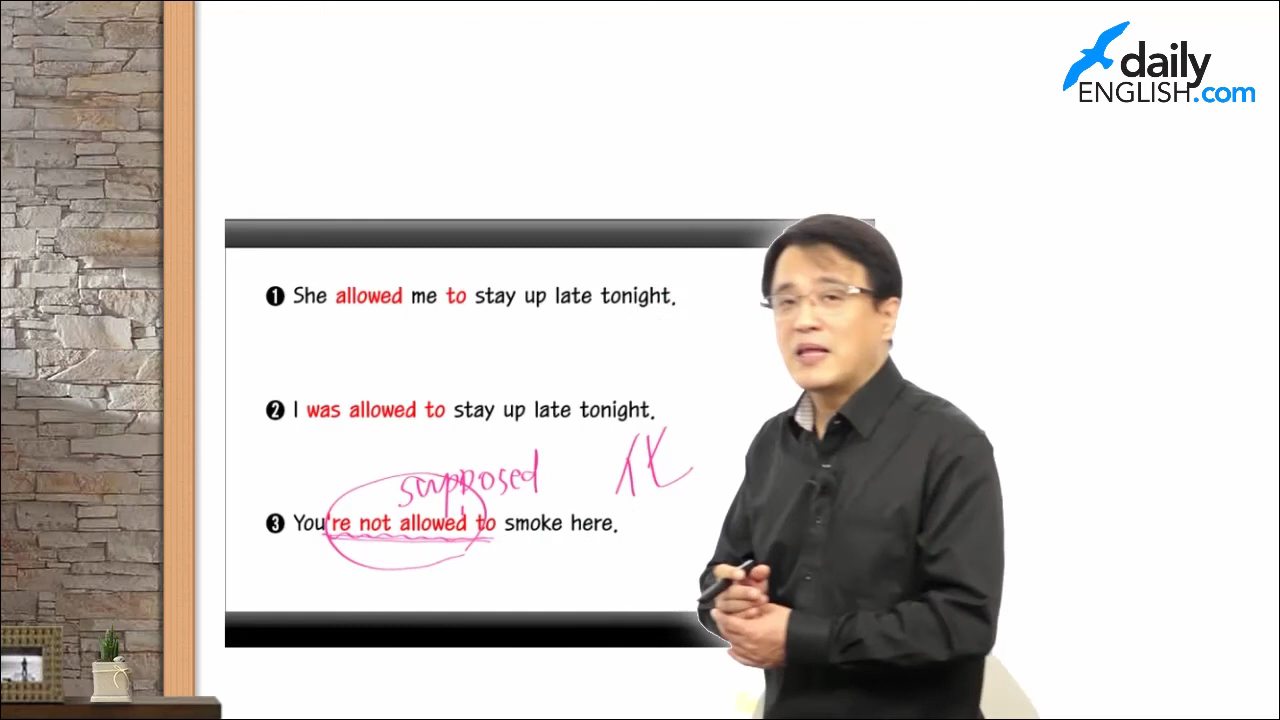 daily
ENGLISH.com
❶ She allowed me to stay up late tonight.
❷ I was allowed to stay up late tonight.
supposed
❸ You're not allowed to smoke here.